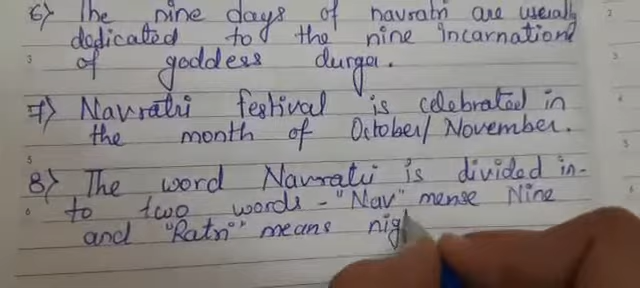 6) The nine days of navratri are usually
dedicated to the nine incarnation
of goddess durga.
7) Navratri festival is celebrated in
the month of October/November.
8) The word Navratri is divided in-
to two words - "Nav" mense Nine
and "Ratri" means nig